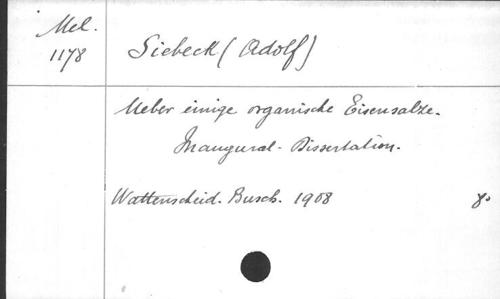 Mel.
1178
Siebeck (Adolf)
Ueber einige organische Eisensalze.
Inaugural-Dissertation.
Wattenscheid. Busch. 1908 8°